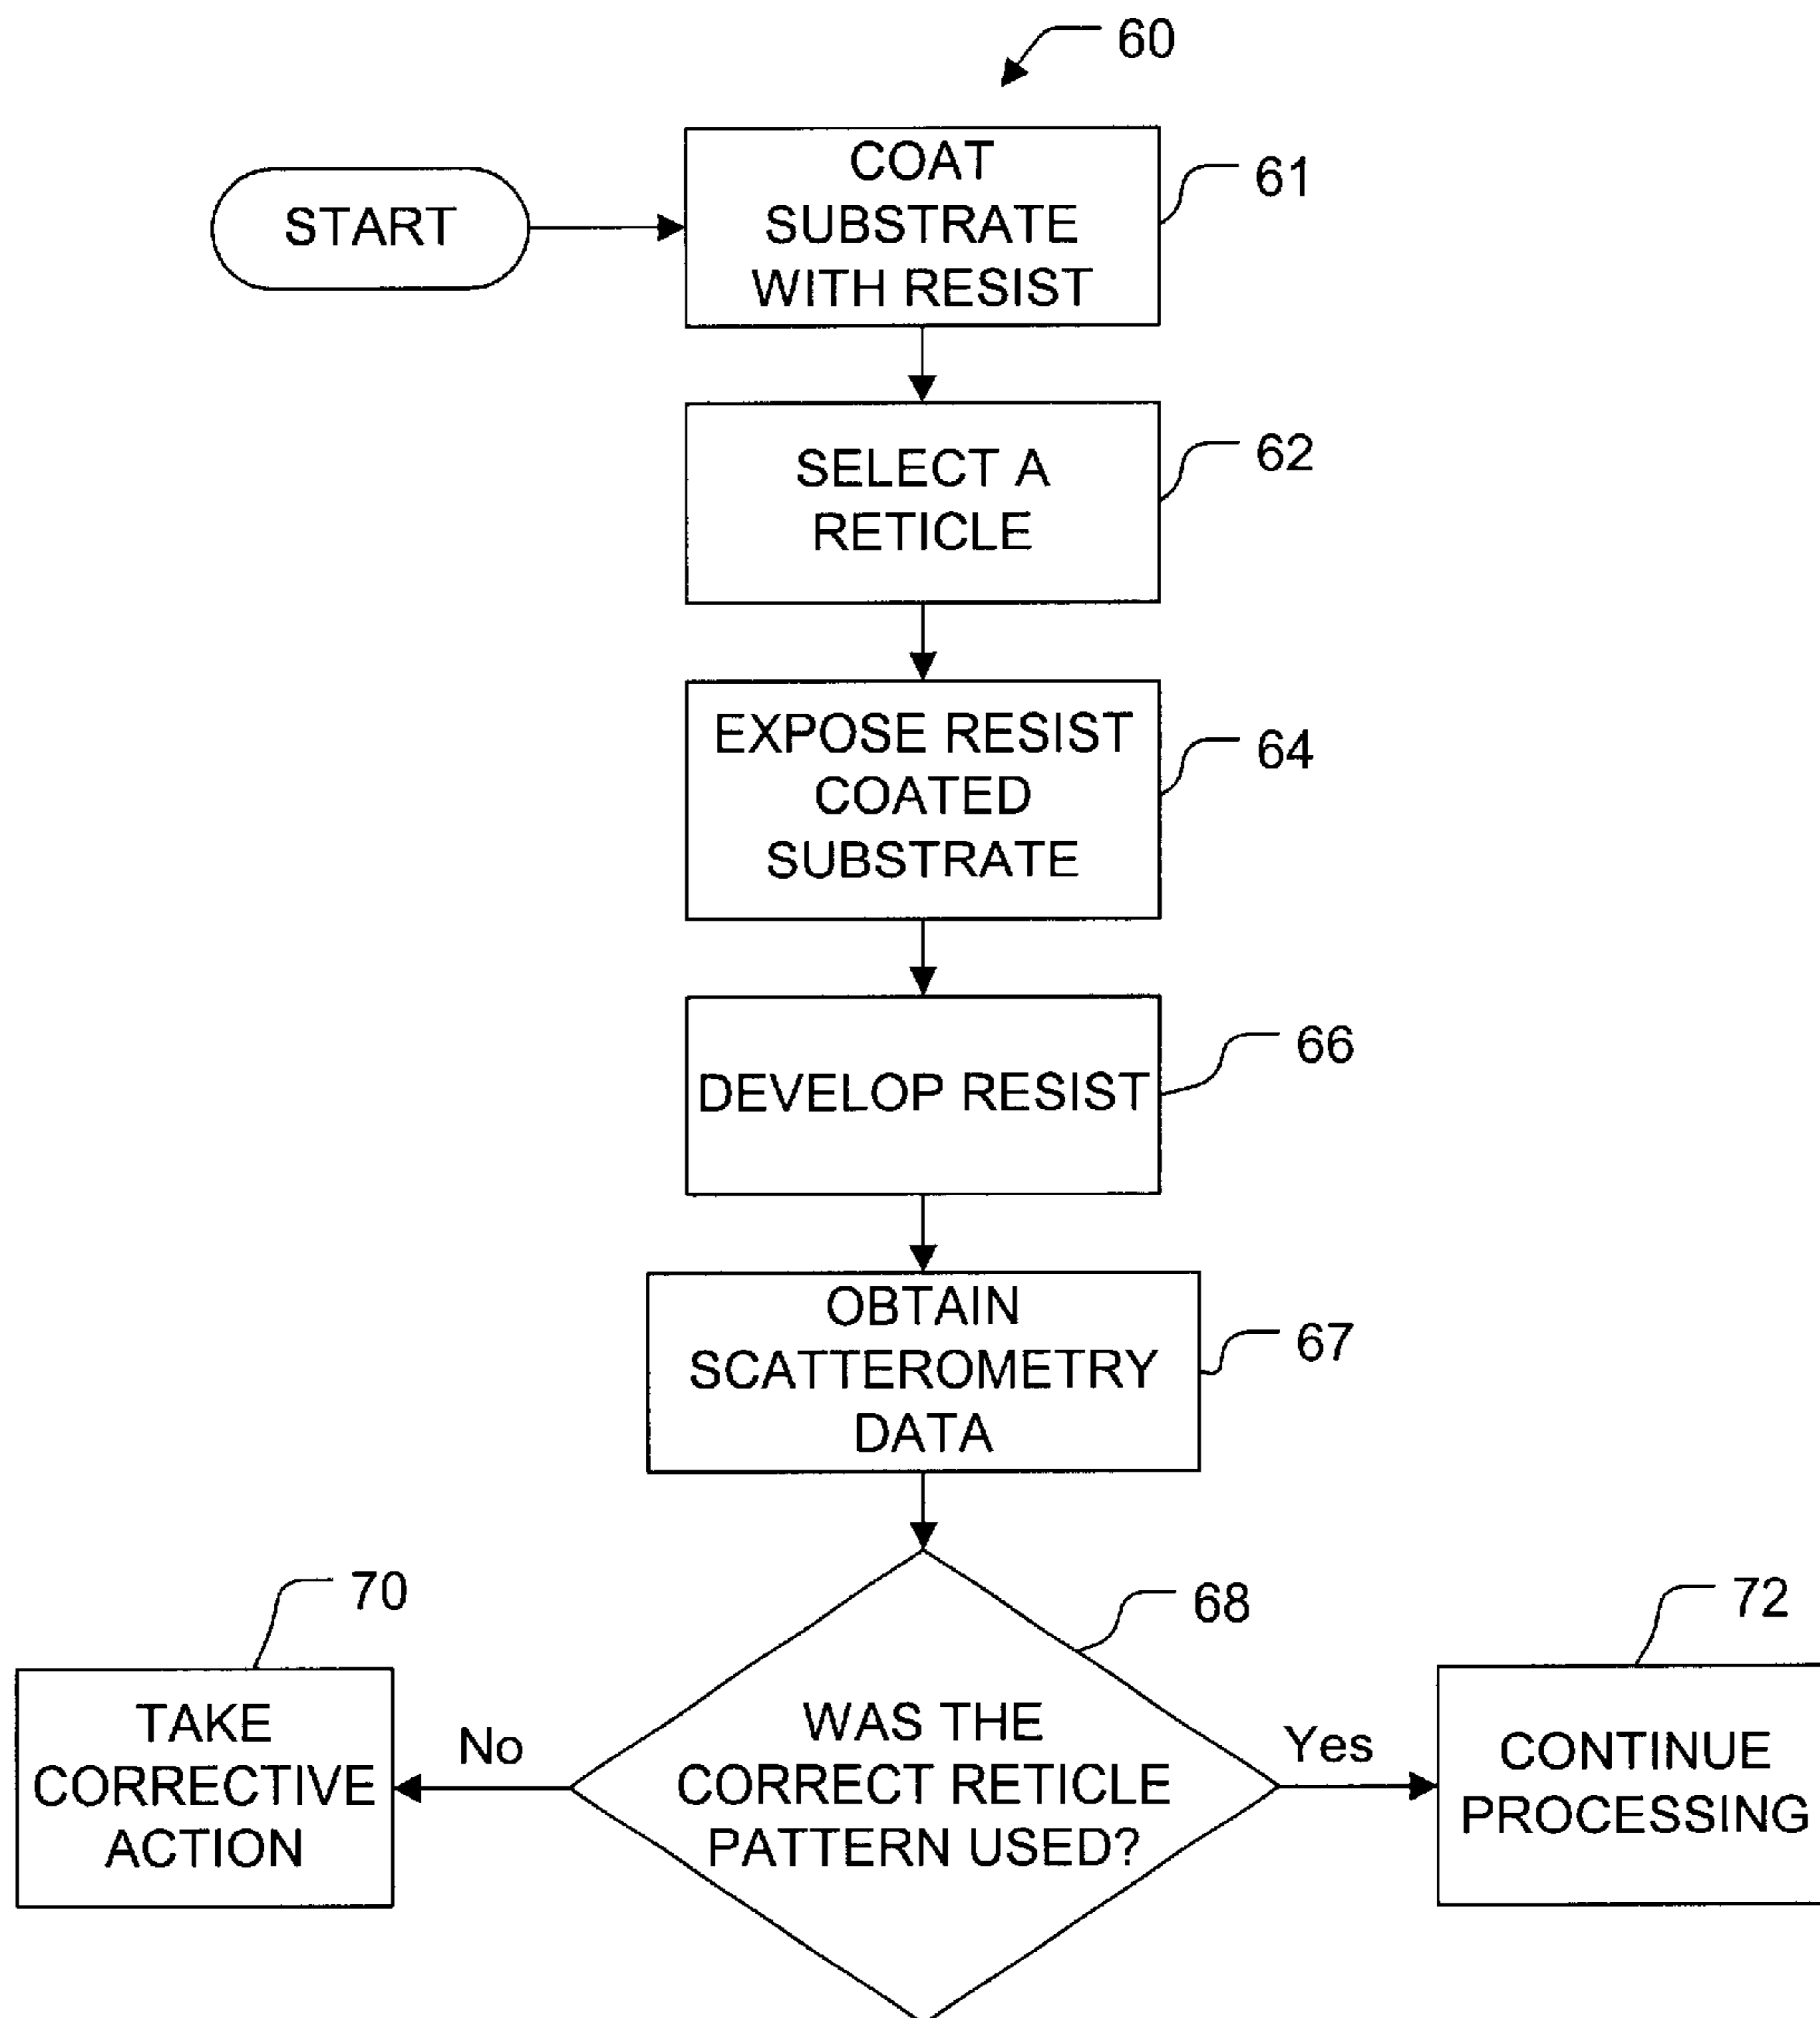 60
START
COAT
SUBSTRATE
WITH RESIST
61
SELECT A
RETICLE
62
EXPOSE RESIST
COATED
SUBSTRATE
64
DEVELOP RESIST
66
OBTAIN
SCATTEROMETRY
DATA
67
WAS THE
CORRECT RETICLE
PATTERN USED?
68
No
TAKE
CORRECTIVE
ACTION
70
Yes
CONTINUE
PROCESSING
72